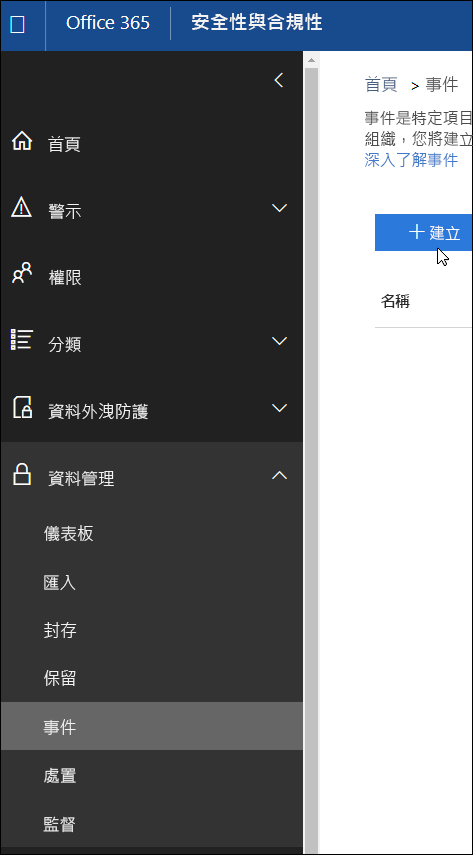 Office 365 安全性與合規性
首頁
警示
權限
分類
資料外洩防護
資料管理
儀表板
匯入
封存
保留
事件
處置
監督
首頁 > 事件
事件是特定項目
組織，您將建立
深入了解事件
建立
名稱